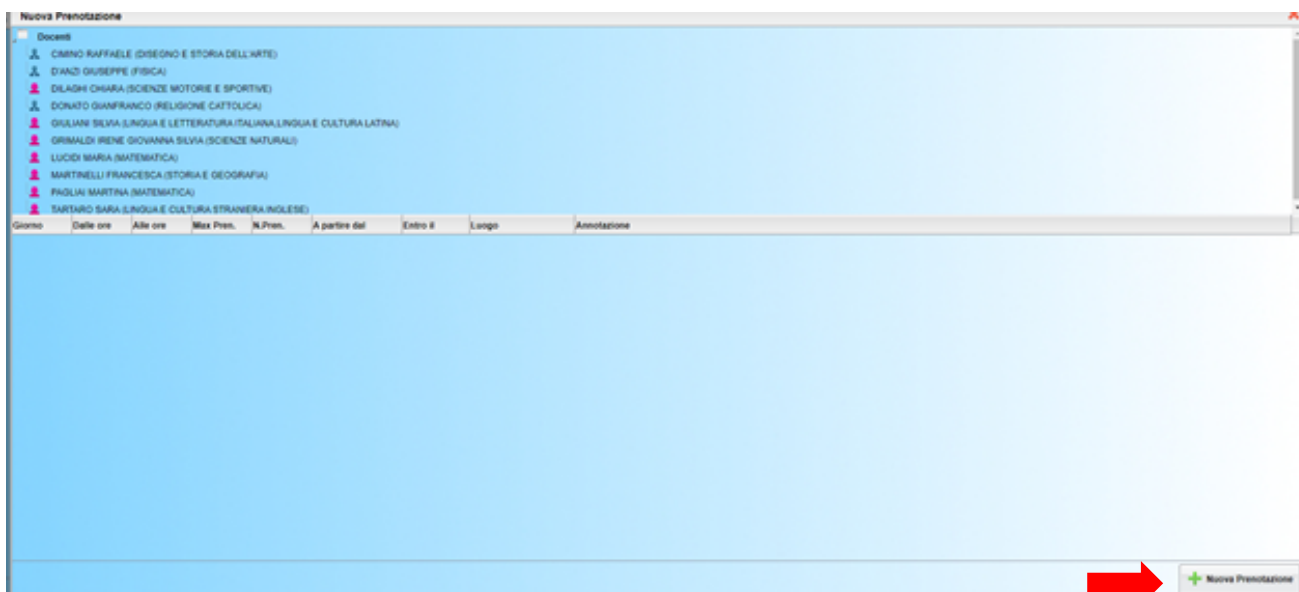 Nuova Prenotazione
Docenti
CIMINO RAFFAELE (DISEGNO E STORIA DELL'ARTE)
D'ANZI GIUSEPPE (FISICA)
DILAGHI CHIARA (SCIENZE MOTORIE E SPORTIVE)
DONATO GIANFRANCO (RELIGIONE CATTOLICA)
GIULIANI SILVIA (LINGUA E LETTERATURA ITALIANA,LINGUA E CULTURA LATINA)
GRIMALDI IRENE GIOVANNA SILVIA (SCIENZE NATURALI)
LUCIDI MARIA (MATEMATICA)
MARTINELLI FRANCESCA (STORIA E GEOGRAFIA)
PAGLIAI MARTINA (MATEMATICA)
TARTARO SARA (LINGUA E CULTURA STRANIERA INGLESE)
Giorno Dalle ore Alle ore Max Pren. N.Pren. A partire dal Entro il Luogo Annotazione
Nuova Prenotazione